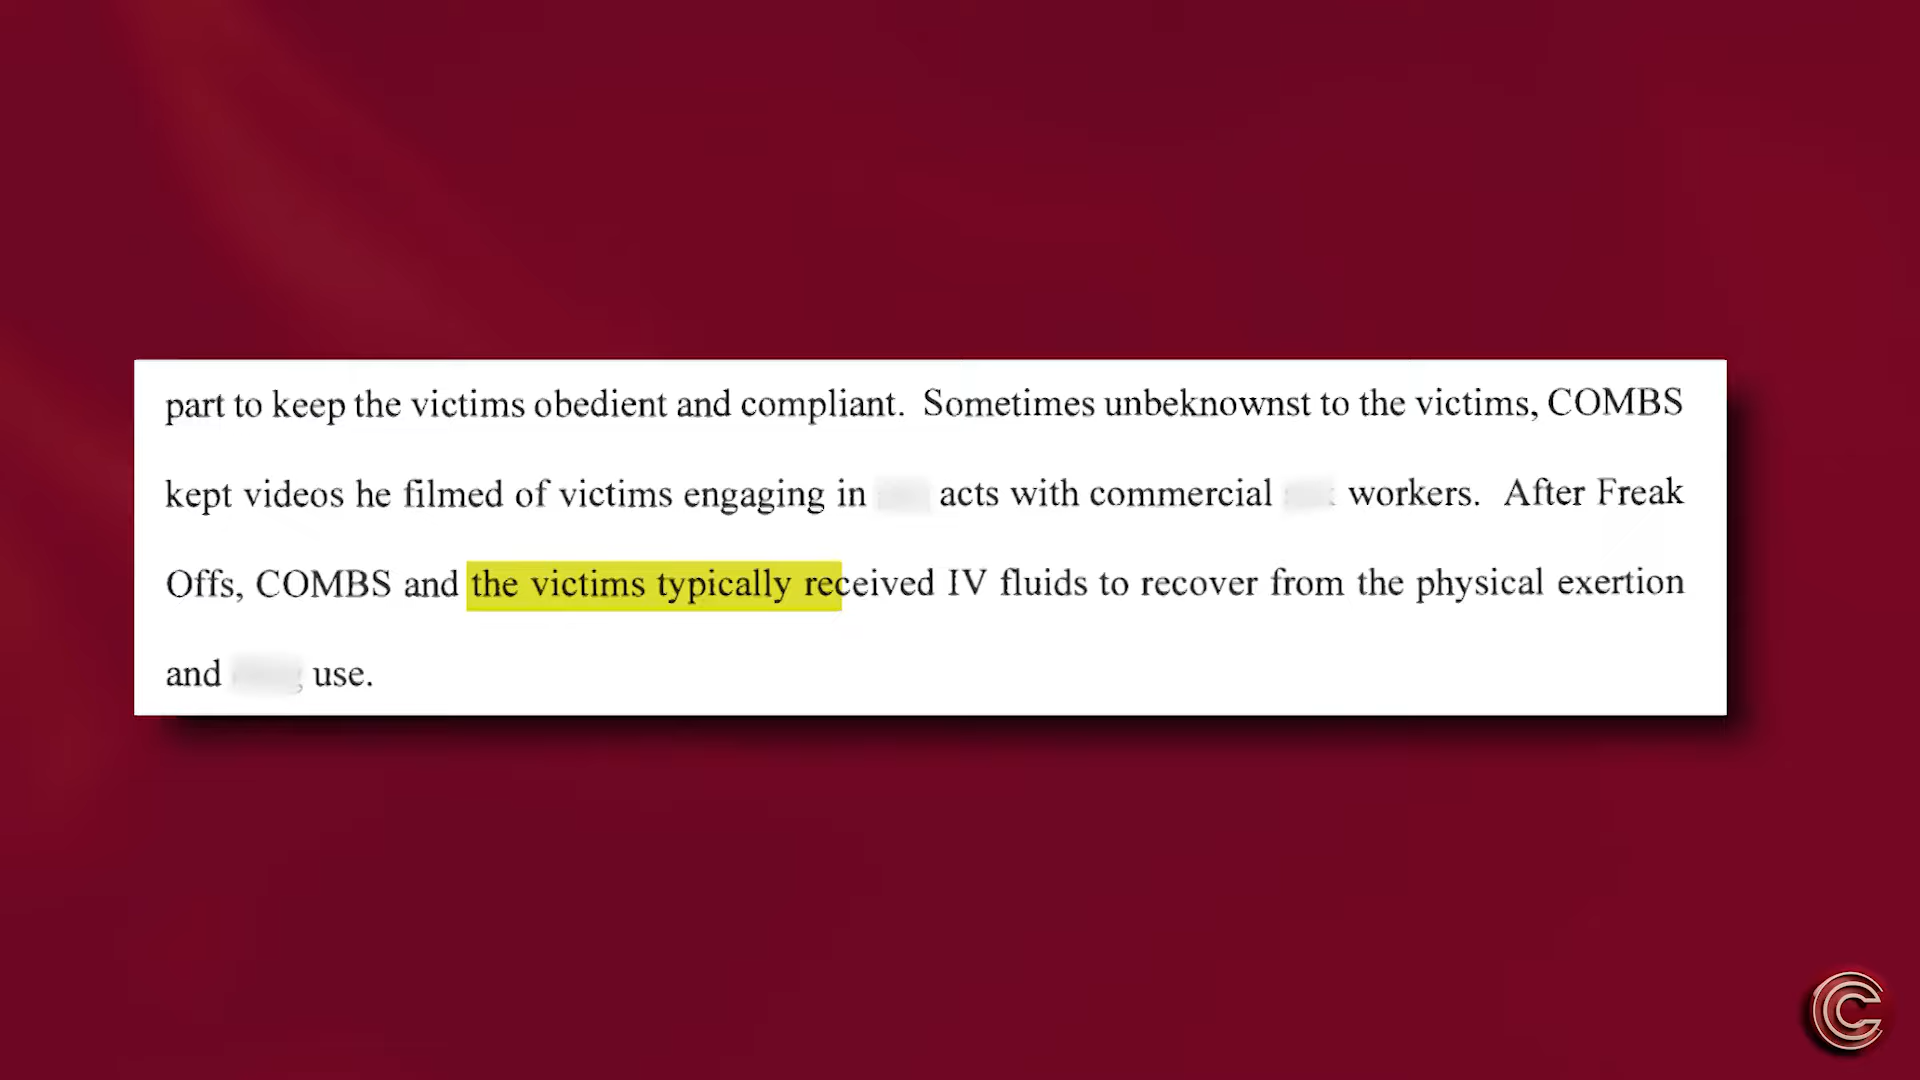 part to keep the victims obedient and compliant. Sometimes unbeknownst to the victims, COMBS
kept videos he filmed of victims engaging in acts with commercial workers. After Freak
Offs, COMBS and the victims typically received IV fluids to recover from the physical exertion
and use.